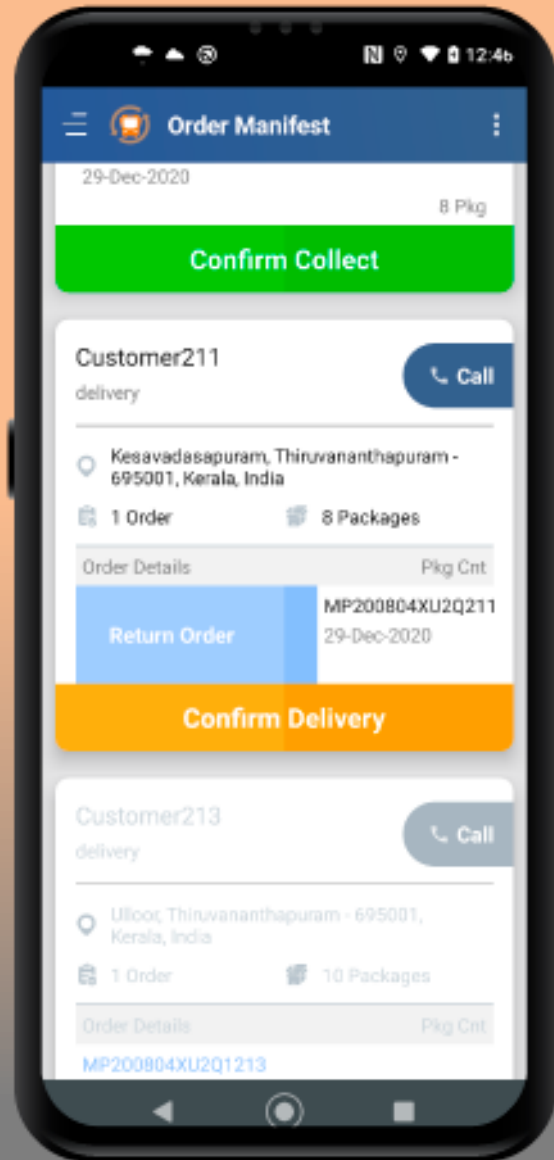 12:46
Order Manifest
29-Dec-2020
8 Pkg
Confirm Collect
Customer211
Call
delivery
Kesavadasapuram, Thiruvananthapuram -
695001, Kerala, India
1 Order 8 Packages
Order Details Pkg Cnt
MP200804XU2Q211
Return Order 29-Dec-2020
Confirm Delivery
Customer213
Call
delivery
Ulloor, Thiruvananthapuram - 695001,
Kerala, India
1 Order 10 Packages
Order Details Pkg Cnt
MP200804XU2Q1213